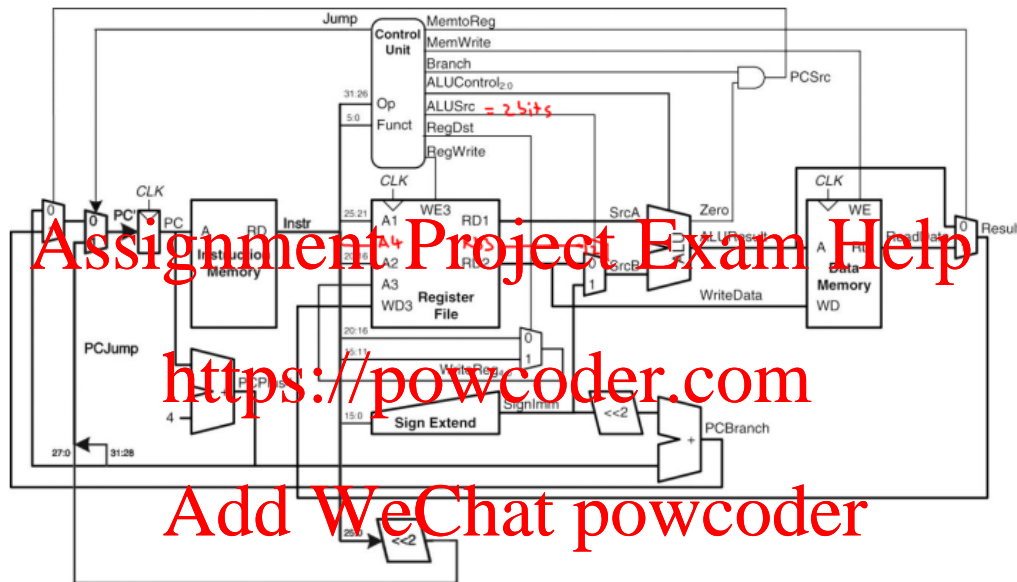 Jump
MemtoReg
Control Unit
MemWrite
Branch
PCSrc
ALUControl2:0
31:26
Op
ALUSrc = 2 bits
5:0
Funct
RegDst
RegWrite
CLK
CLK
CLK
25:21
A1
WE3
RD1
SrcA
Zero
WE
0
PC'
PC
A
RD
Instr
0
1
Result
Assignment Project Exam Help
A4
ALU
ALUResult
A
ReadData
Instruction Memory
20:16
A2
RD2
0
SrcB
Data Memory
A3
1
WD3
Register File
WriteData
WD
20:16
0
PCJump
15:11
1
https://powcoder.com
4
15:0
Sign Extend
SignImm
<<2
PCBranch
+
27:0
31:28
Add WeChat powcoder
25:0
<<2